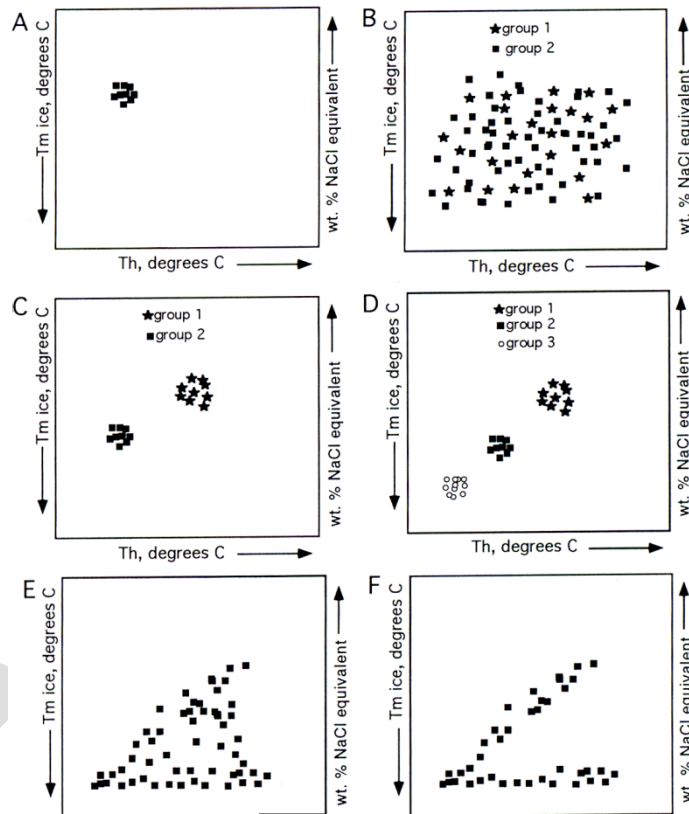 A
Tm ice, degrees C
wt. % NaCl equivalent
Th, degrees C
B
group 1
group 2
Tm ice, degrees C
wt. % NaCl equivalent
Th, degrees C
C
group 1
group 2
Tm ice, degrees C
wt. % NaCl equivalent
Th, degrees C
D
group 1
group 2
group 3
Tm ice, degrees C
wt. % NaCl equivalent
Th, degrees C
E
Tm ice, degrees C
wt. % NaCl equivalent
F
Tm ice, degrees C
wt. % NaCl equivalent